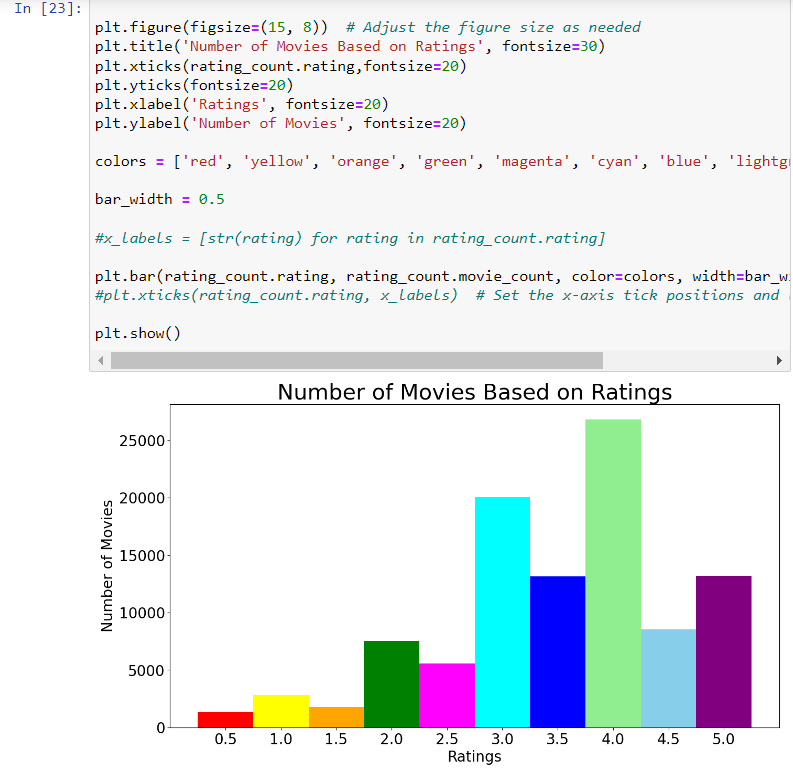 In [23]:
plt.figure(figsize=(15, 8))  # Adjust the figure size as needed
plt.title('Number of Movies Based on Ratings', fontsize=30)
plt.xticks(rating_count.rating,fontsize=20)
plt.yticks(fontsize=20)
plt.xlabel('Ratings', fontsize=20)
plt.ylabel('Number of Movies', fontsize=20)
colors = ['red', 'yellow', 'orange', 'green', 'magenta', 'cyan', 'blue', 'lightg
bar_width = 0.5
#x_labels = [str(rating) for rating in rating_count.rating]
plt.bar(rating_count.rating, rating_count.movie_count, color=colors, width=bar_w
#plt.xticks(rating_count.rating, x_labels)  # Set the x-axis tick positions and
plt.show()
Number of Movies Based on Ratings
25000
20000
15000
10000
5000
0
Number of Movies
0.5 1.0 1.5 2.0 2.5 3.0 3.5 4.0 4.5 5.0
Ratings